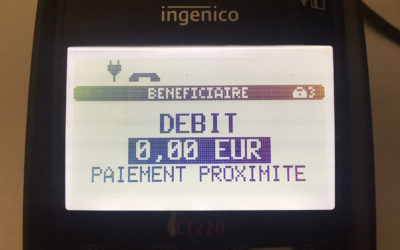 ingenico
BENEFICIAIRE 3
DEBIT
0,00 EUR
PAIEMENT PROXIMITE
iCT220